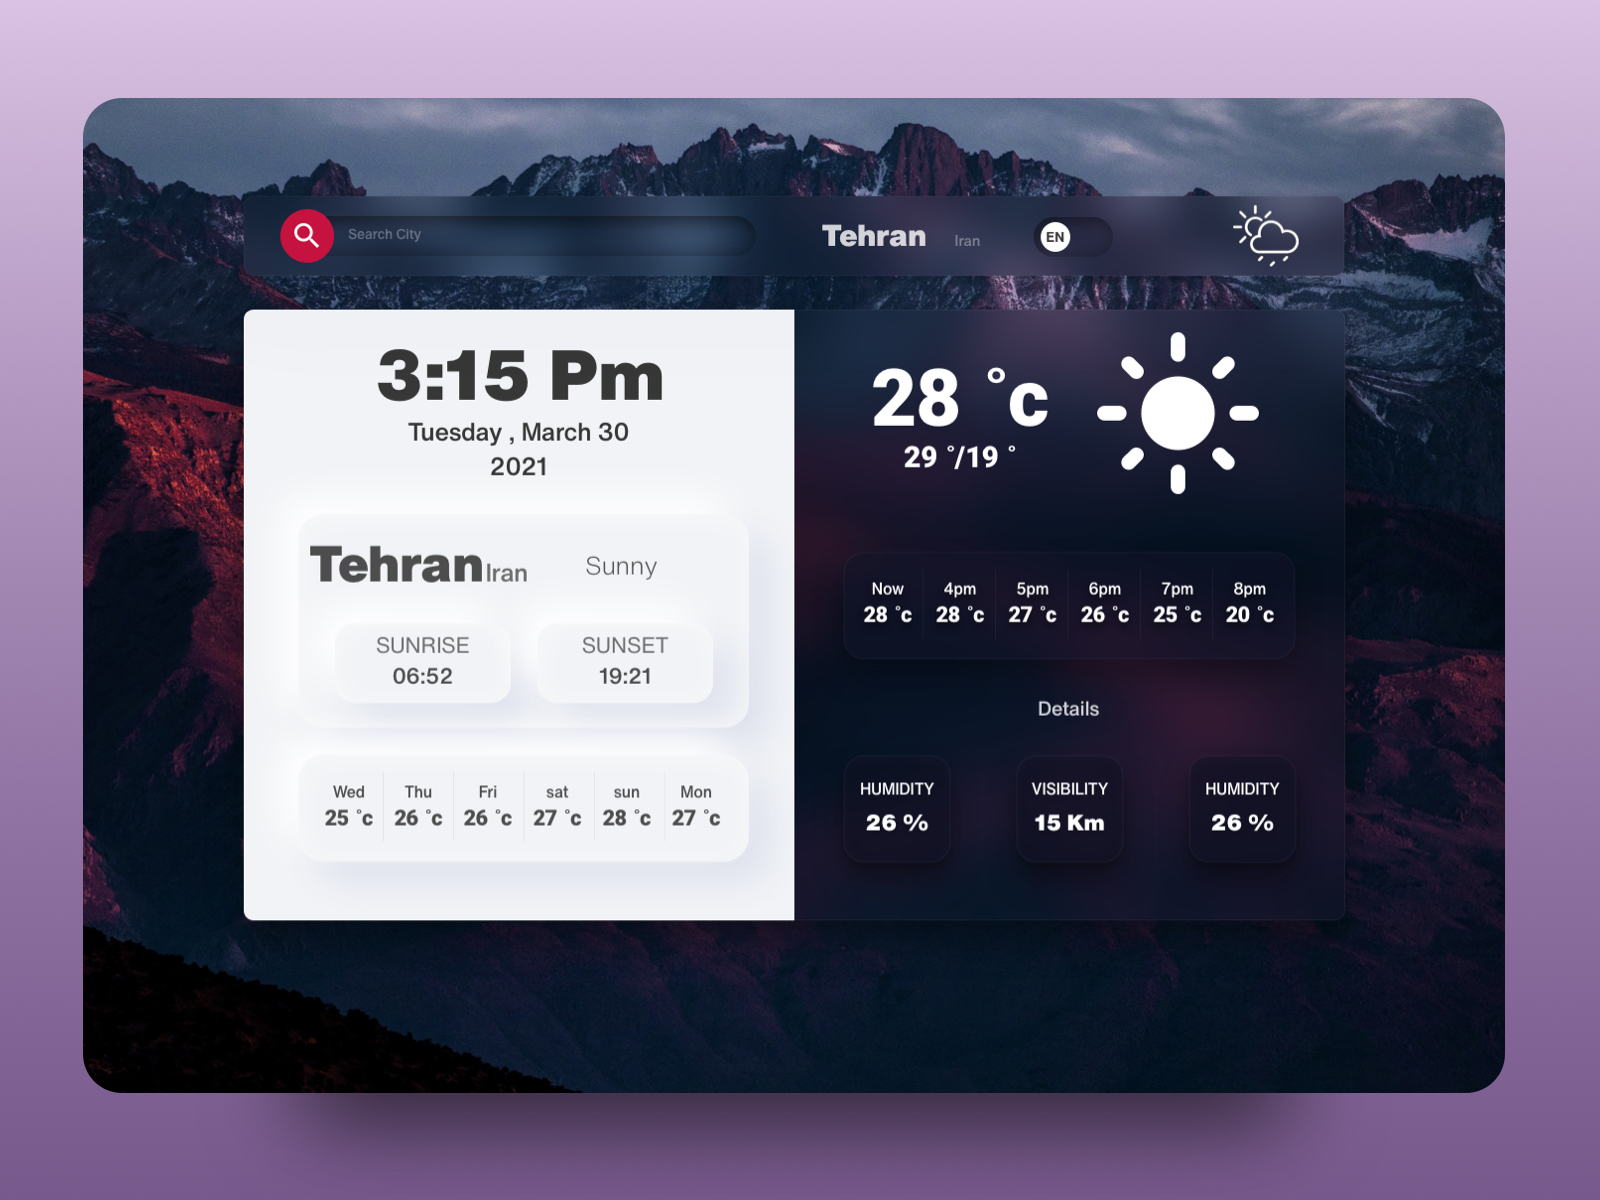 Search City
Tehran Iran
EN
3:15 Pm
Tuesday , March 30
2021
Tehran Iran
Sunny
SUNRISE
06:52
SUNSET
19:21
Wed Thu Fri sat sun Mon
25 °c 26 °c 26 °c 27 °c 28 °c 27 °c
28 °c
29 °/19 °
Now 4pm 5pm 6pm 7pm 8pm
28 °c 28 °c 27 °c 26 °c 25 °c 20 °c
Details
HUMIDITY
26 %
VISIBILITY
15 Km
HUMIDITY
26 %